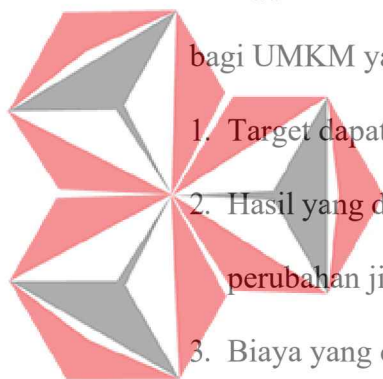 bagi UMKM ya
1. Target dapat
2. Hasil yang d
perubahan ji
3. Biaya yang